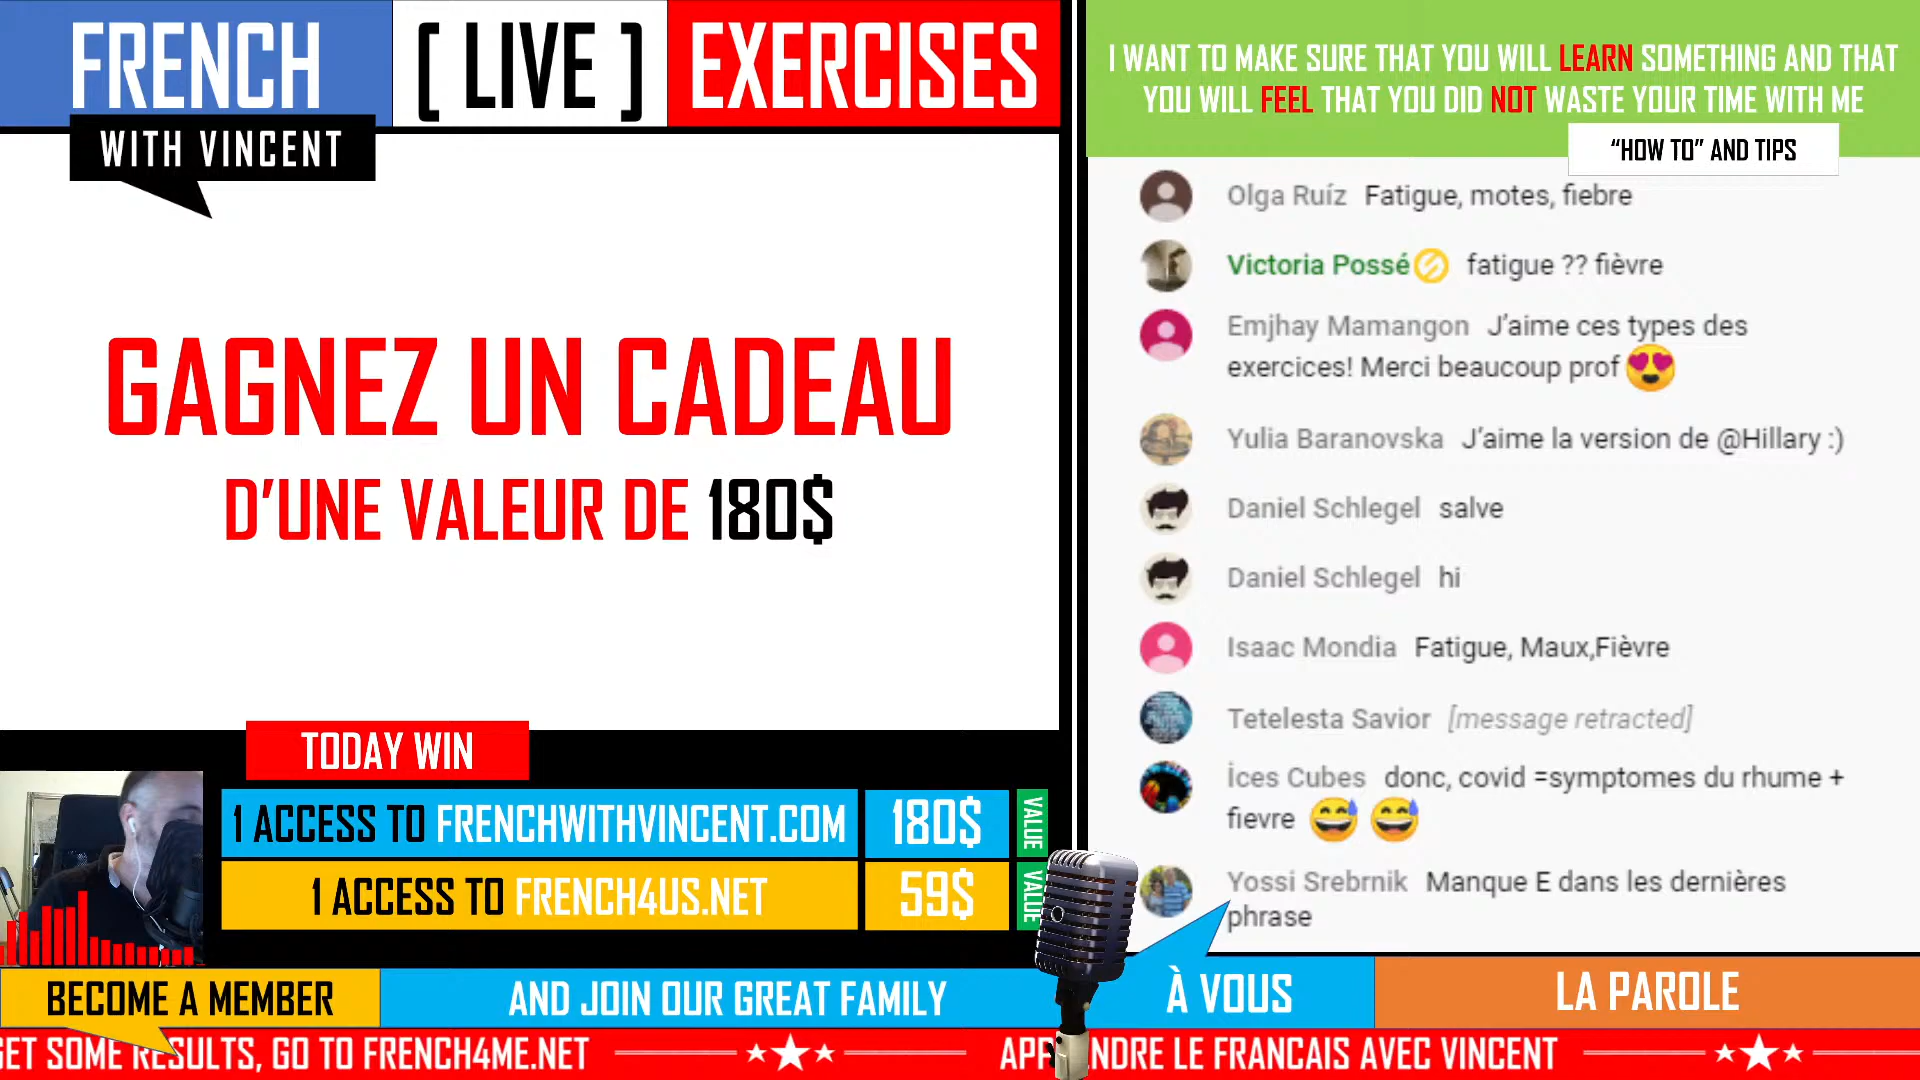 FRENCH [ LIVE ] EXERCISES
WITH VINCENT
GAGNEZ UN CADEAU
D'UNE VALEUR DE 180$
TODAY WIN
1 ACCESS TO FRENCHWITHVINCENT.COM 180$ VALUE
1 ACCESS TO FRENCH4US.NET 59$ VALUE
BECOME A MEMBER AND JOIN OUR GREAT FAMILY
I WANT TO MAKE SURE THAT YOU WILL LEARN SOMETHING AND THAT
YOU WILL FEEL THAT YOU DID NOT WASTE YOUR TIME WITH ME
“HOW TO” AND TIPS
Olga Ruíz Fatigue, motes, fiebre
Victoria Possé fatigue ?? fièvre
Emjhay Mamangon J'aime ces types des
exercices! Merci beaucoup prof
Yulia Baranovska J'aime la version de @Hillary :)
Daniel Schlegel salve
Daniel Schlegel hi
Isaac Mondia Fatigue, Maux,Fièvre
Tetelesta Savior [message retracted]
İces Cubes donc, covid =symptomes du rhume +
fievre
Yossi Srebrnik Manque E dans les dernières
phrase
À VOUS LA PAROLE
GET SOME RESULTS, GO TO FRENCH4ME.NET
LE FRANCAIS AVEC VINCENT